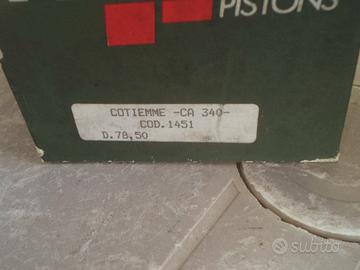 PISTONS
COTIEMME -CA 340-
COD.1451
D.78,50
subito